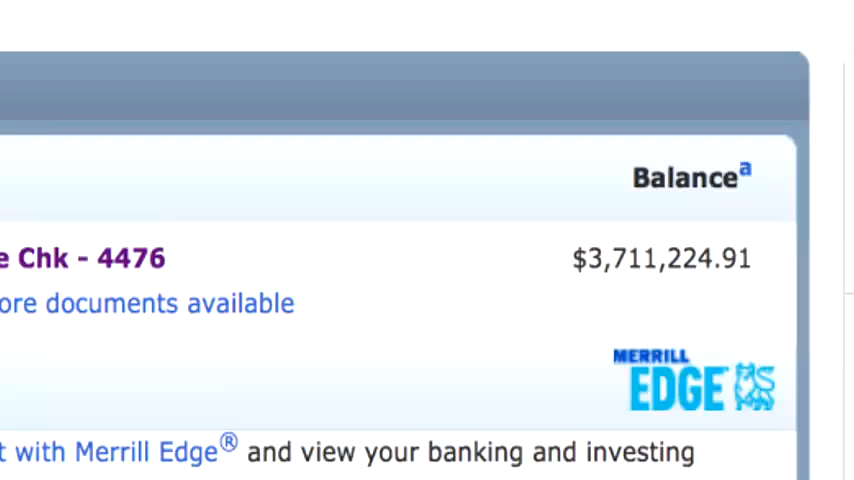 Balanceª
e Chk - 4476 $3,711,224.91
ore documents available
MERRILL
EDGE
t with Merrill Edge® and view your banking and investing